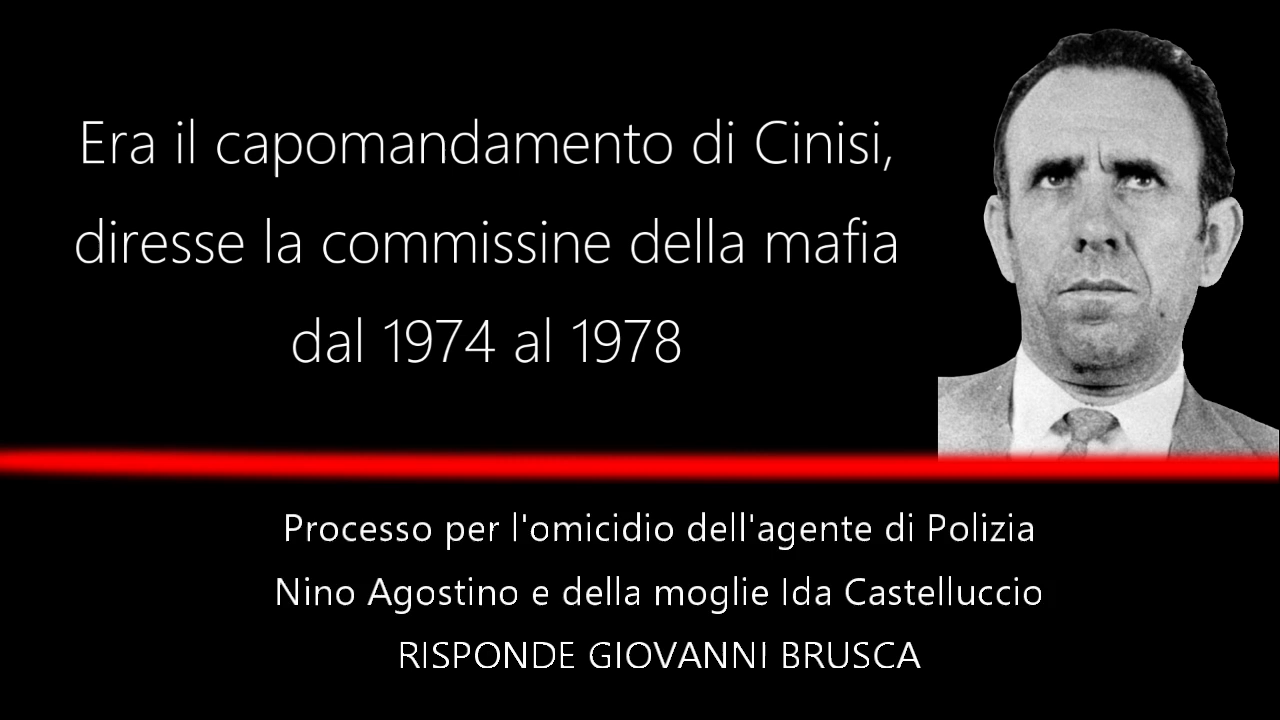 Era il capomandamento di Cinisi,
diresse la commissine della mafia
dal 1974 al 1978
Processo per l'omicidio dell'agente di Polizia
Nino Agostino e della moglie Ida Castelluccio
RISPONDE GIOVANNI BRUSCA